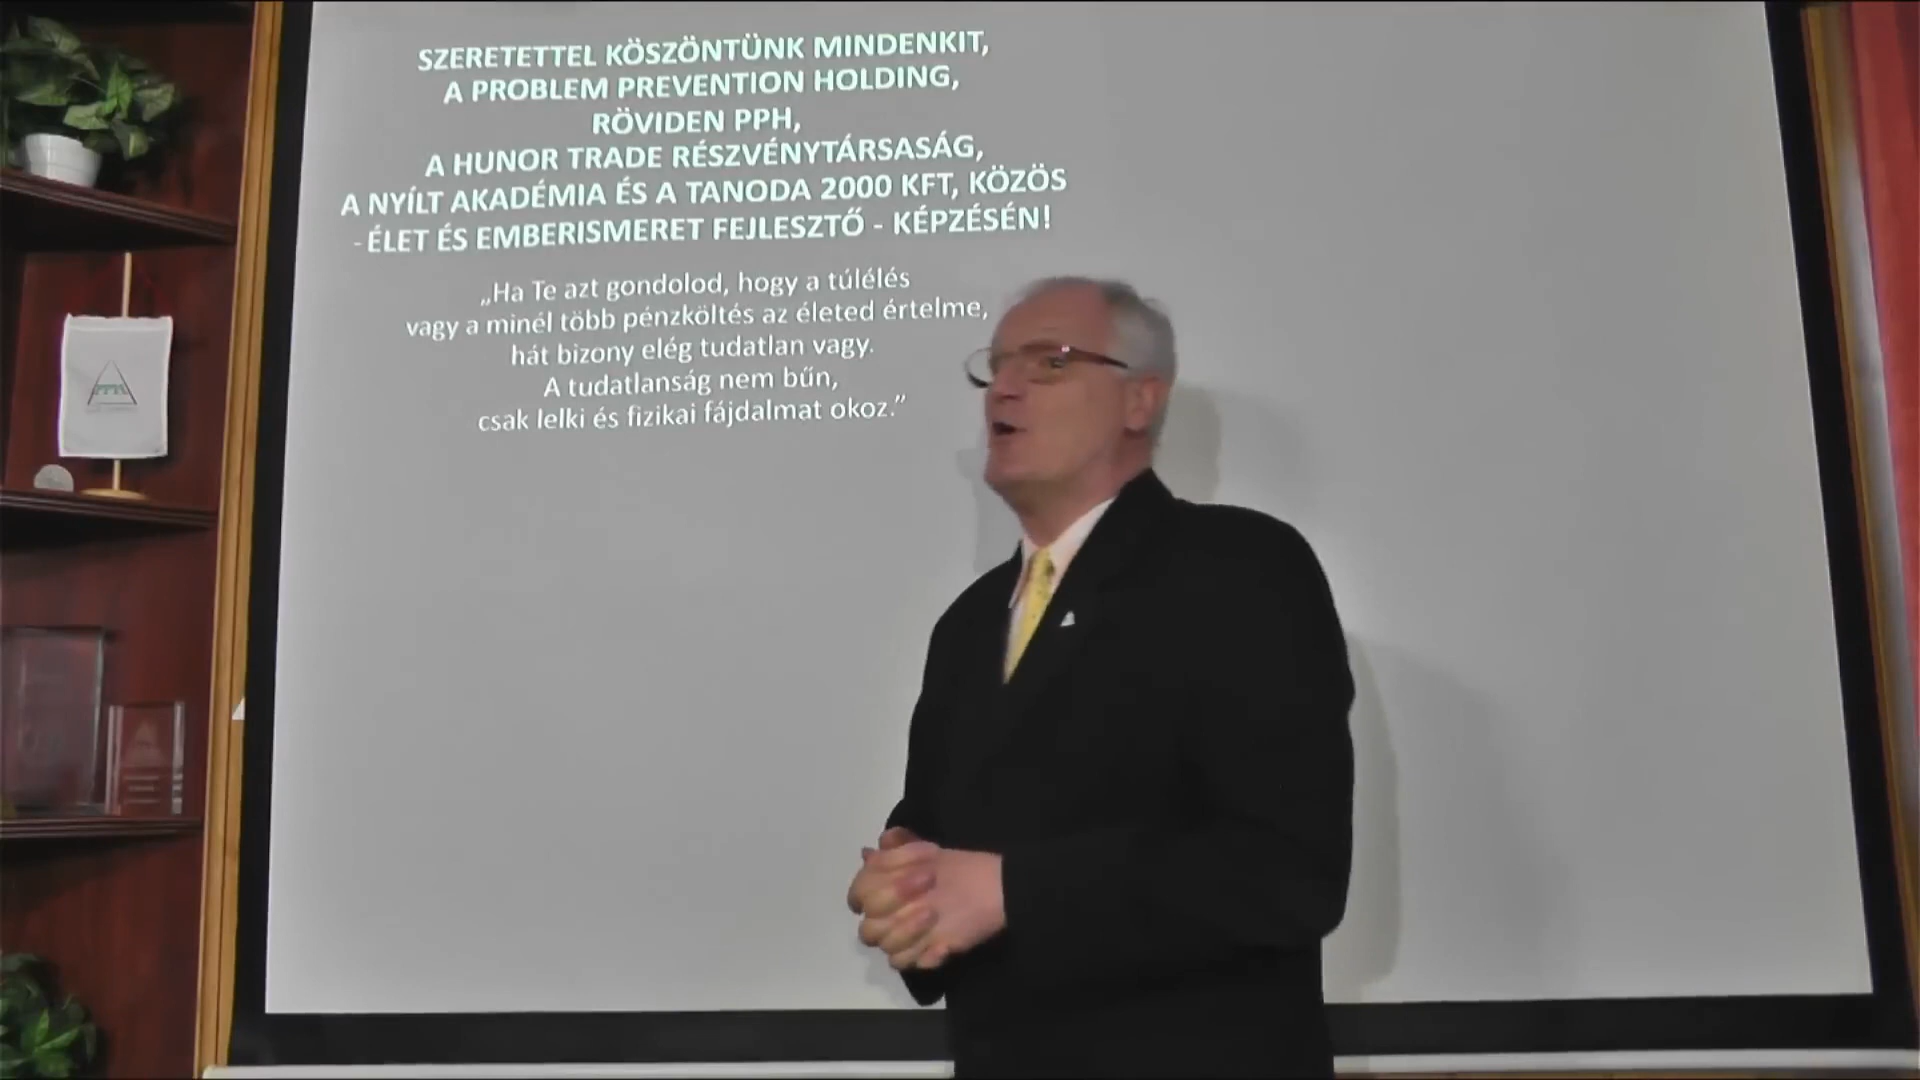 SZERETETTEL KÖSZÖNTÜNK MINDENKIT,
A PROBLEM PREVENTION HOLDING,
RÖVIDEN PPH,
A HUNOR TRADE RÉSZVÉNYTÁRSASÁG,
A NYÍLT AKADÉMIA ÉS A TANODA 2000 KFT, KÖZÖS
- ÉLET ÉS EMBERISMERET FEJLESZTŐ - KÉPZÉSÉN!
„Ha Te azt gondolod, hogy a túlélés
vagy a minél több pénzköltés az életed értelme,
hát bizony elég tudatlan vagy.
A tudatlanság nem bűn,
csak lelki és fizikai fájdalmat okoz.”